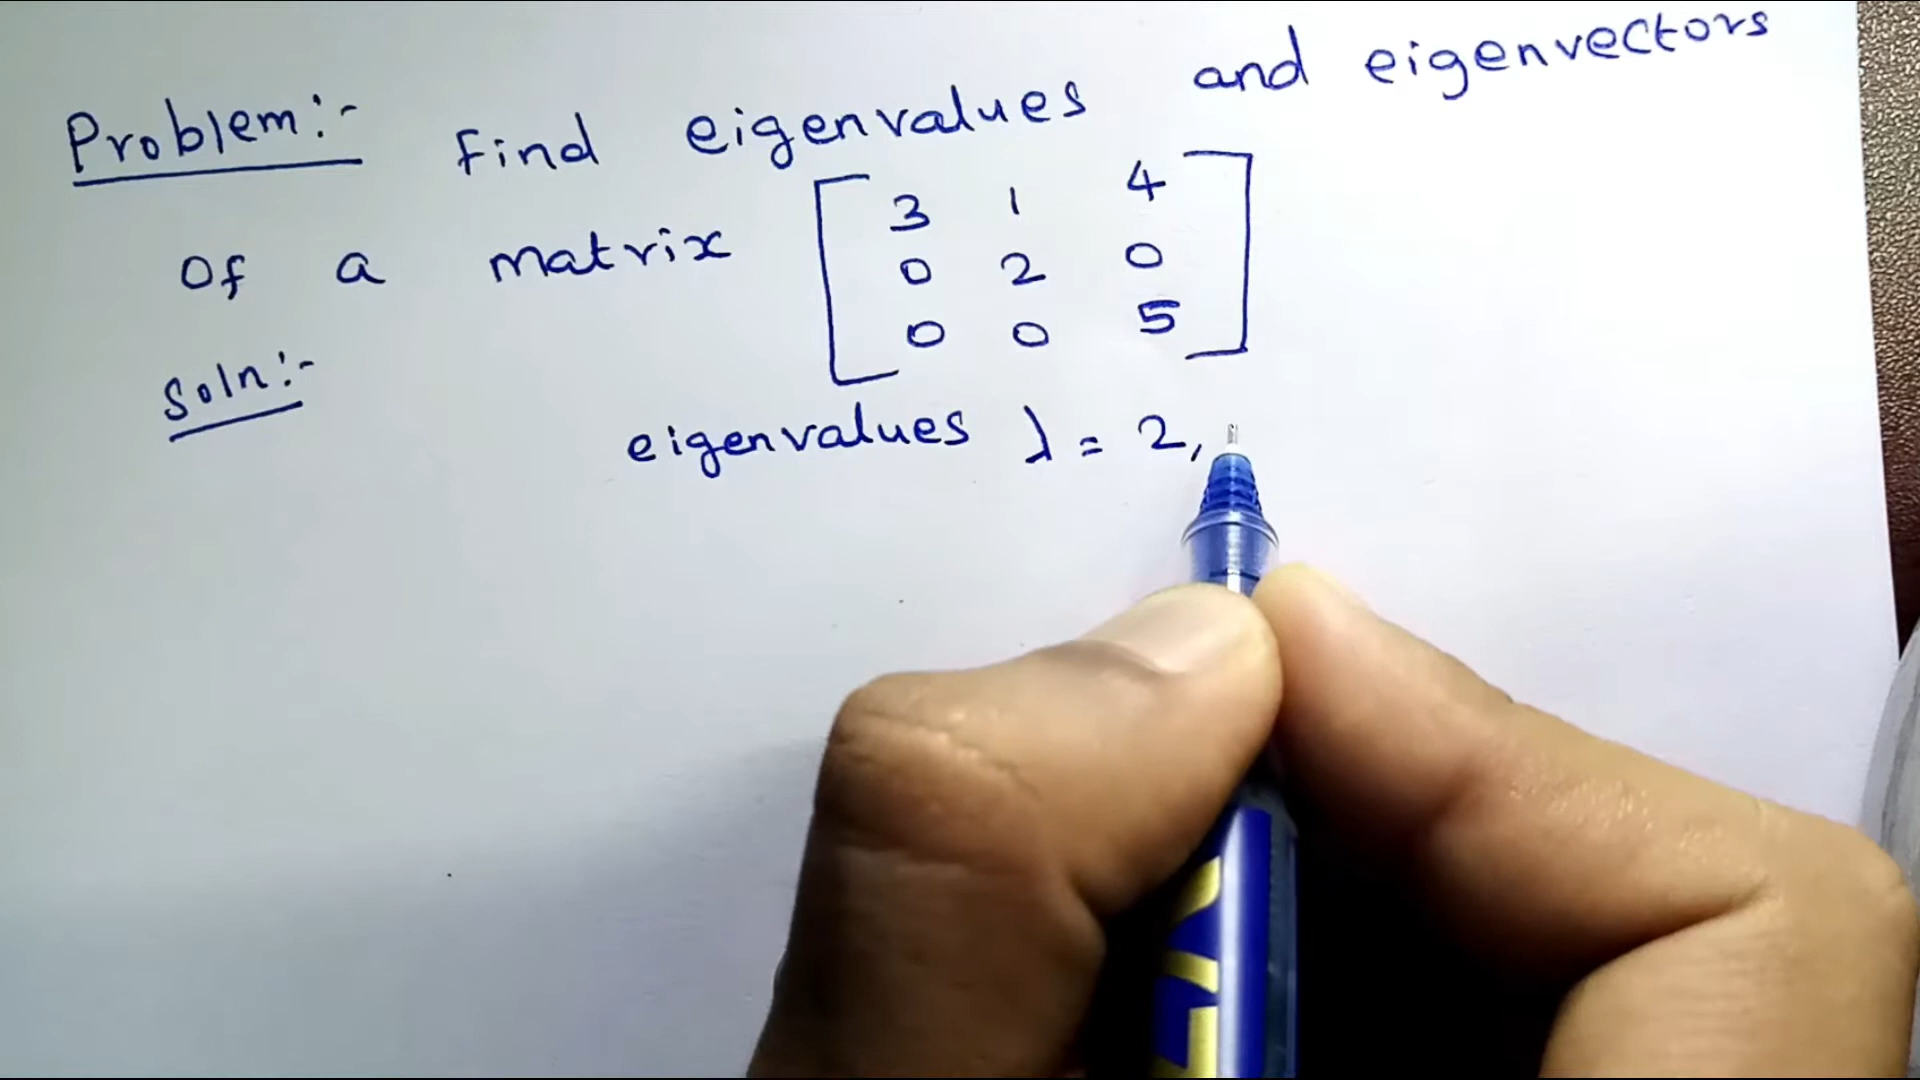 Problem:- Find eigenvalues and eigenvectors
Of a matrix [3 1 4
0 2 0
0 0 5]
Soln:-
eigenvalues λ = 2,